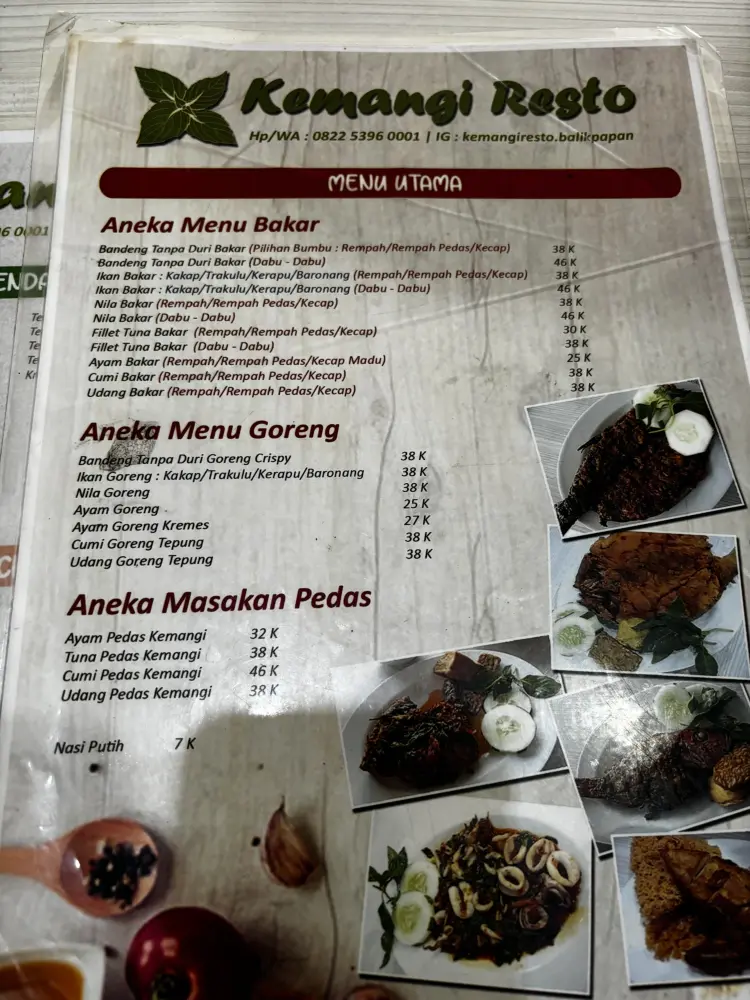 Kemangi Resto
Hp/WA : 0822 5396 0001 | IG : kemangiresto.balikpapan
MENU UTAMA
Aneka Menu Bakar
Bandeng Tanpa Duri Bakar (Pilihan Bumbu : Rempah/Rempah Pedas/Kecap) 38 K
Bandeng Tanpa Duri Bakar (Dabu - Dabu) 46 K
Ikan Bakar : Kakap/Trakulu/Kerapu/Baronang (Rempah/Rempah Pedas/Kecap) 38 K
Ikan Bakar : Kakap/Trakulu/Kerapu/Baronang (Dabu - Dabu) 46 K
Nila Bakar (Rempah/Rempah Pedas/Kecap) 38 K
Nila Bakar (Dabu - Dabu) 46 K
Fillet Tuna Bakar (Rempah/Rempah Pedas/Kecap) 30 K
Fillet Tuna Bakar (Dabu - Dabu) 38 K
Ayam Bakar (Rempah/Rempah Pedas/Kecap Madu) 25 K
Cumi Bakar (Rempah/Rempah Pedas/Kecap) 38 K
Udang Bakar (Rempah/Rempah Pedas/Kecap) 38 K
Aneka Menu Goreng
Bandeng Tanpa Duri Goreng Crispy 38 K
Ikan Goreng : Kakap/Trakulu/Kerapu/Baronang 38 K
Nila Goreng 38 K
Ayam Goreng 25 K
Ayam Goreng Kremes 27 K
Cumi Goreng Tepung 38 K
Udang Goreng Tepung 38 K
Aneka Masakan Pedas
Ayam Pedas Kemangi 32 K
Tuna Pedas Kemangi 38 K
Cumi Pedas Kemangi 46 K
Udang Pedas Kemangi 38 K
Nasi Putih 7 K